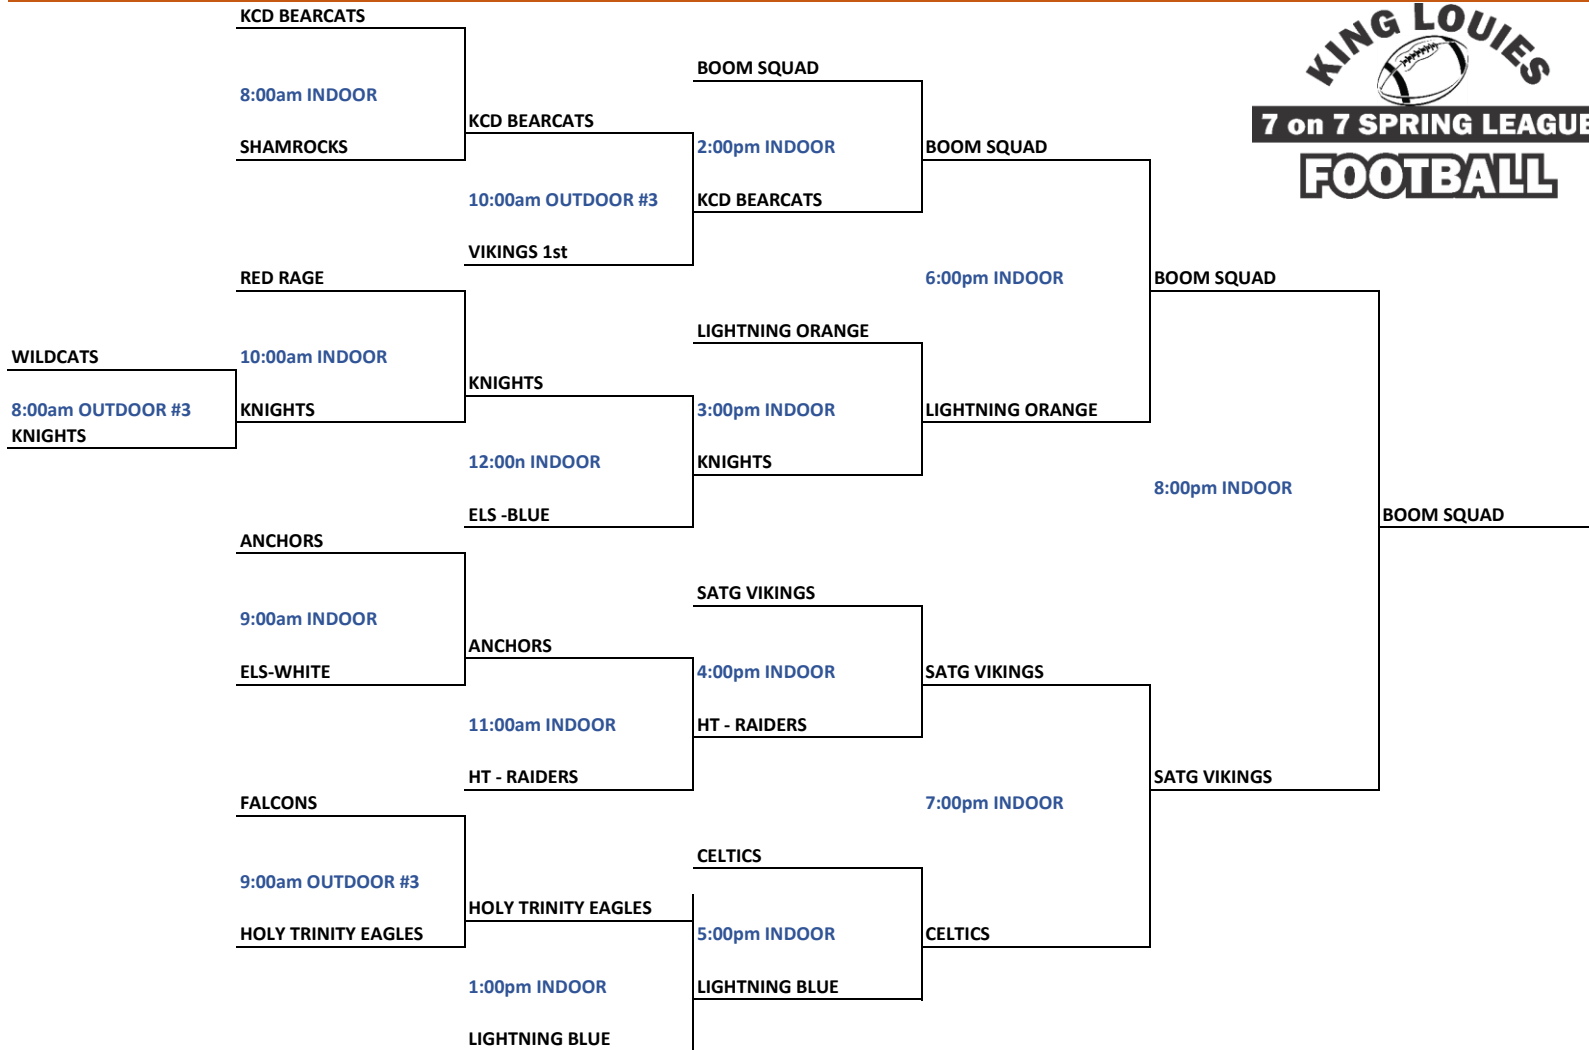 KCD BEARCATS
KING LOUIES
BOOM SQUAD
8:00am INDOOR
KCD BEARCATS
7 on 7 SPRING LEAGUE
SHAMROCKS
2:00pm INDOOR
BOOM SQUAD
FOOTBALL
10:00am OUTDOOR #3
KCD BEARCATS
VIKINGS 1st
RED RAGE
6:00pm INDOOR
BOOM SQUAD
LIGHTNING ORANGE
WILDCATS
10:00am INDOOR
KNIGHTS
8:00am OUTDOOR #3
KNIGHTS
3:00pm INDOOR
LIGHTNING ORANGE
KNIGHTS
12:00n INDOOR
KNIGHTS
8:00pm INDOOR
ELS -BLUE
BOOM SQUAD
ANCHORS
SATG VIKINGS
9:00am INDOOR
ANCHORS
ELS-WHITE
4:00pm INDOOR
SATG VIKINGS
11:00am INDOOR
HT - RAIDERS
HT - RAIDERS
SATG VIKINGS
FALCONS
7:00pm INDOOR
CELTICS
9:00am OUTDOOR #3
HOLY TRINITY EAGLES
HOLY TRINITY EAGLES
5:00pm INDOOR
CELTICS
1:00pm INDOOR
LIGHTNING BLUE
LIGHTNING BLUE